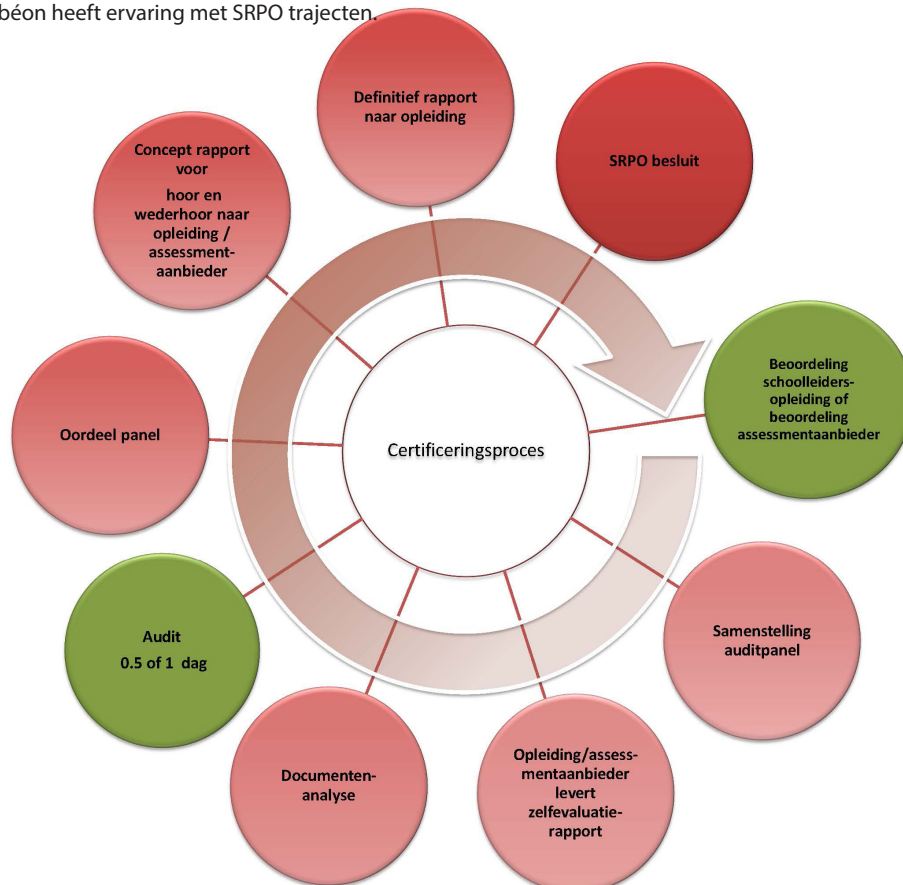 béon heeft ervaring met SRPO trajecten.
Definitief rapport
naar opleiding
SRPO besluit
Concept rapport
voor
hoor en
wederhoor naar
opleiding /
assessment-
aanbieder
Beoordeling
schoolleiders-
opleiding of
beoordeling
assessmentaanbieder
Oordeel panel
Certificeringsproces
Audit
0.5 of 1 dag
Samenstelling
auditpanel
Documenten-
analyse
Opleiding/assess-
mentaanbieder
levert
zelfevaluatie-
rapport